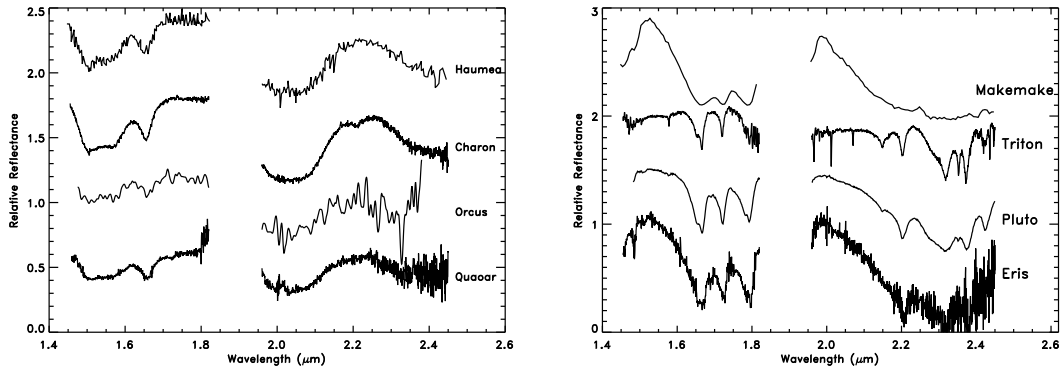 2.5
2.0
1.5
1.0
0.5
0.0
Relative Reflectance
Haumea
Charon
Orcus
Quaoar
1.4 1.6 1.8 2.0 2.2 2.4 2.6
Wavelength (μm)
3
2
1
0
Relative Reflectance
Makemake
Triton
Pluto
Eris
1.4 1.6 1.8 2.0 2.2 2.4 2.6
Wavelength (μm)